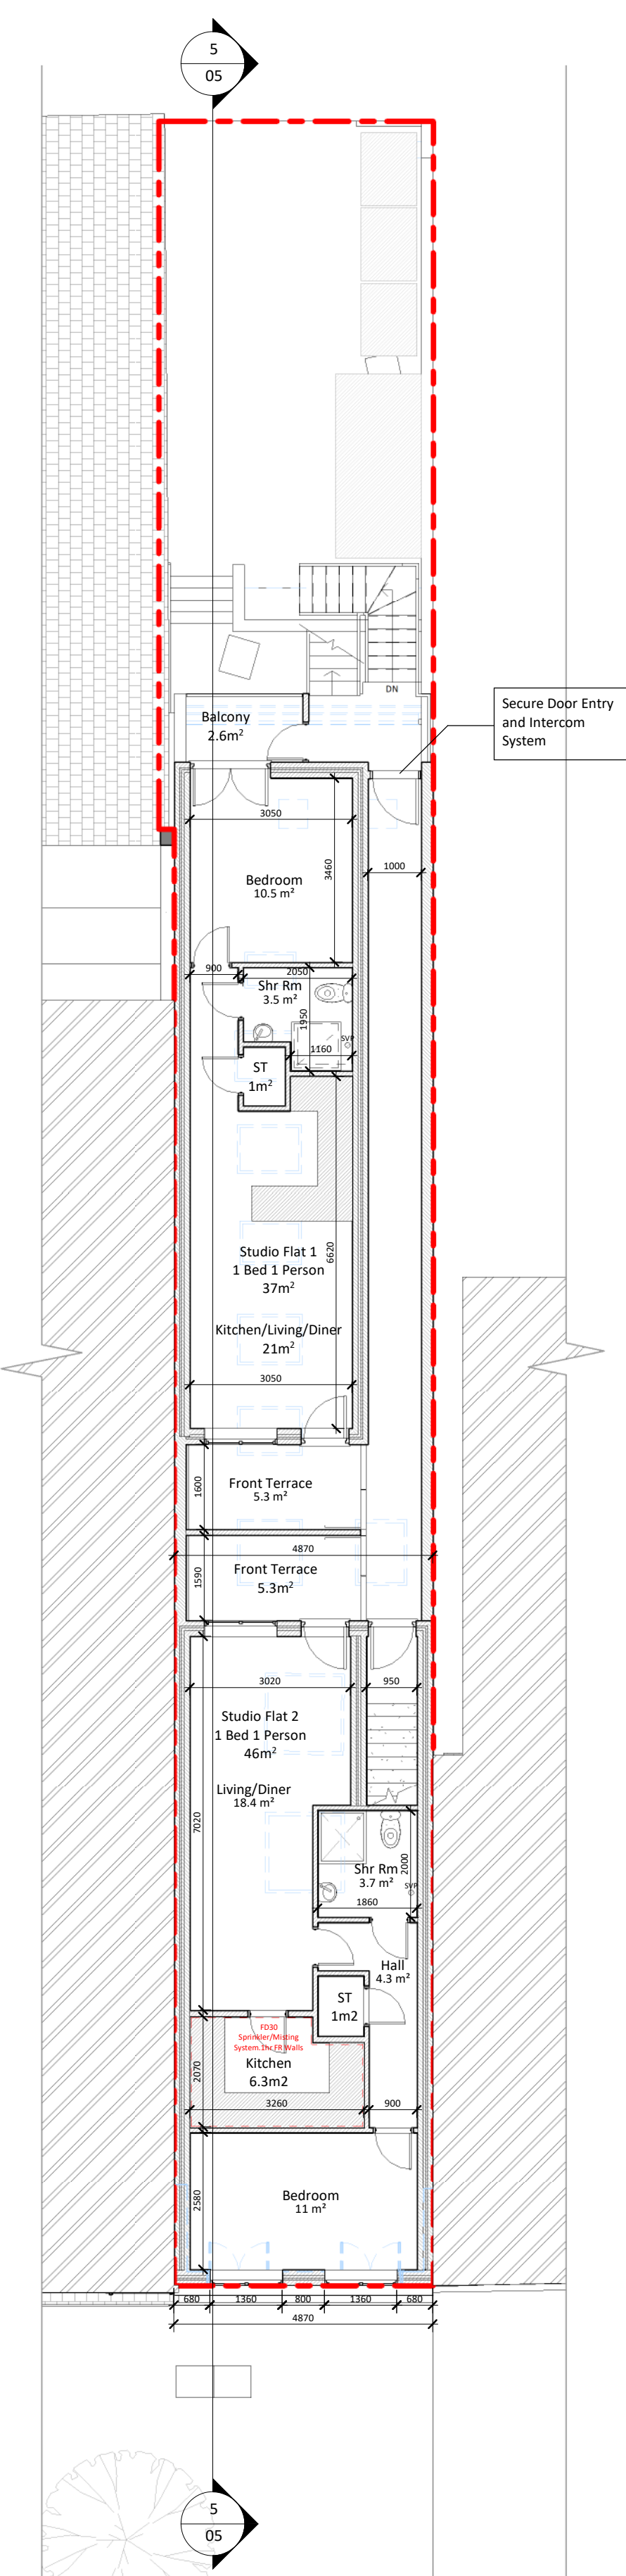 5
05
DN
Secure Door Entry
and Intercom
System
Balcony
2.6m²
3050
3460
1000
Bedroom
10.5 m²
900
2050
Shr Rm
3.5 m²
1950
SVP
1160
ST
1m²
6620
Studio Flat 1
1 Bed 1 Person
37m²
Kitchen/Living/Diner
21m²
3050
1600
Front Terrace
5.3 m²
4870
1590
Front Terrace
5.3m²
3020
950
Studio Flat 2
1 Bed 1 Person
46m²
Living/Diner
18.4 m²
7020
Shr Rm
3.7 m²
2000
SVP
1860
Hall
4.3 m²
ST
1m2
FD30
Sprinkler/Misting
System.1hr.FR Walls
Kitchen
6.3m2
2070
3260
900
2580
Bedroom
11 m²
680
1360
800
1360
680
4870
5
05